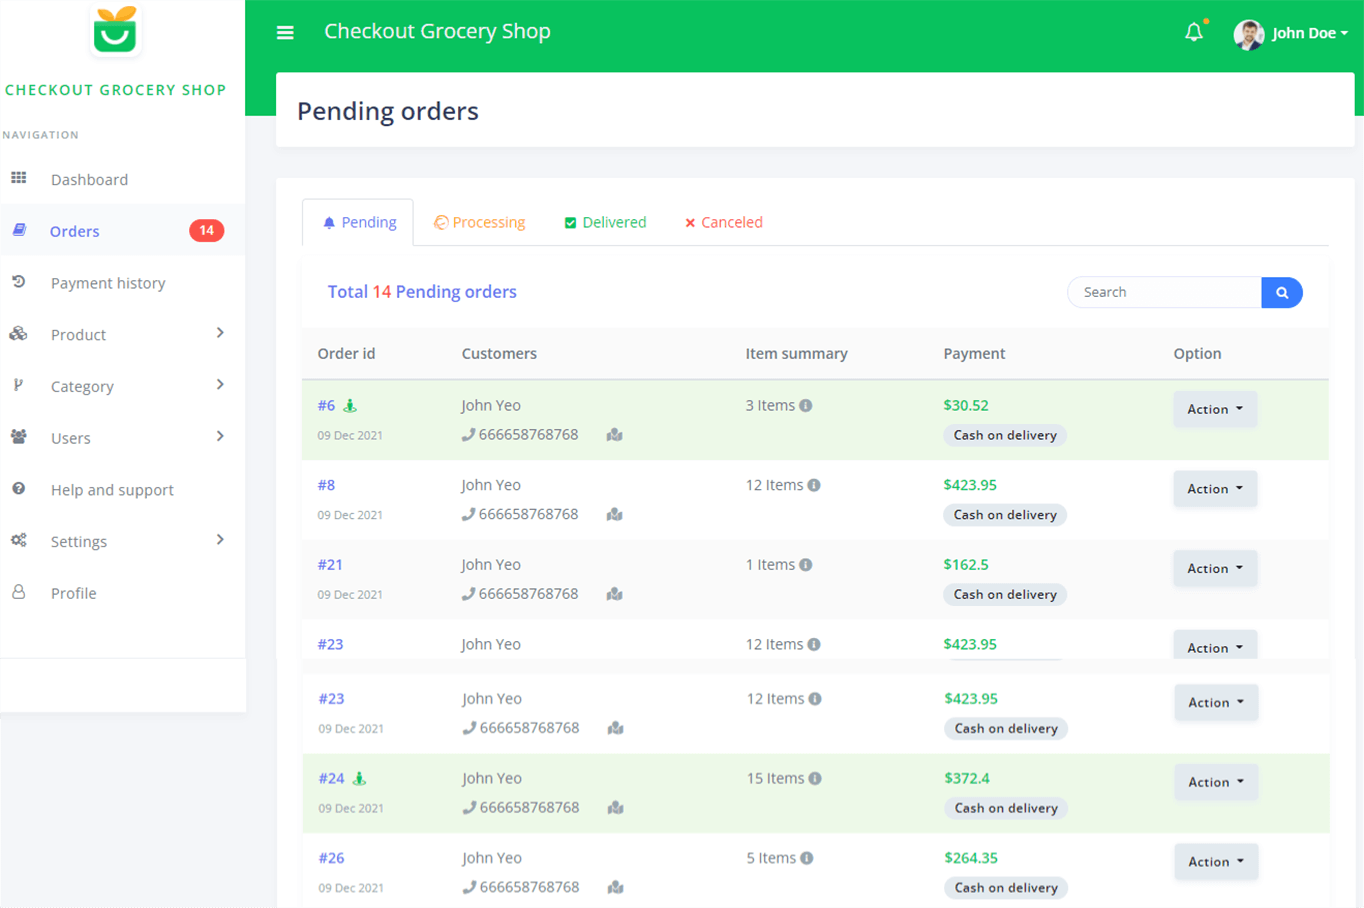 Checkout Grocery Shop
John Doe
CHECKOUT GROCERY SHOP
NAVIGATION
Dashboard
Orders 14
Payment history
Product
Category
Users
Help and support
Settings
Profile
Pending orders
Pending Processing Delivered Canceled
Total 14 Pending orders Search
Order id Customers Item summary Payment Option
#6 John Yeo 3 Items $30.52 Action
09 Dec 2021 666658768768 Cash on delivery
#8 John Yeo 12 Items $423.95 Action
09 Dec 2021 666658768768 Cash on delivery
#21 John Yeo 1 Items $162.5 Action
09 Dec 2021 666658768768 Cash on delivery
#23 John Yeo 12 Items $423.95 Action
#23 John Yeo 12 Items $423.95 Action
09 Dec 2021 666658768768 Cash on delivery
#24 John Yeo 15 Items $372.4 Action
09 Dec 2021 666658768768 Cash on delivery
#26 John Yeo 5 Items $264.35 Action
09 Dec 2021 666658768768 Cash on delivery